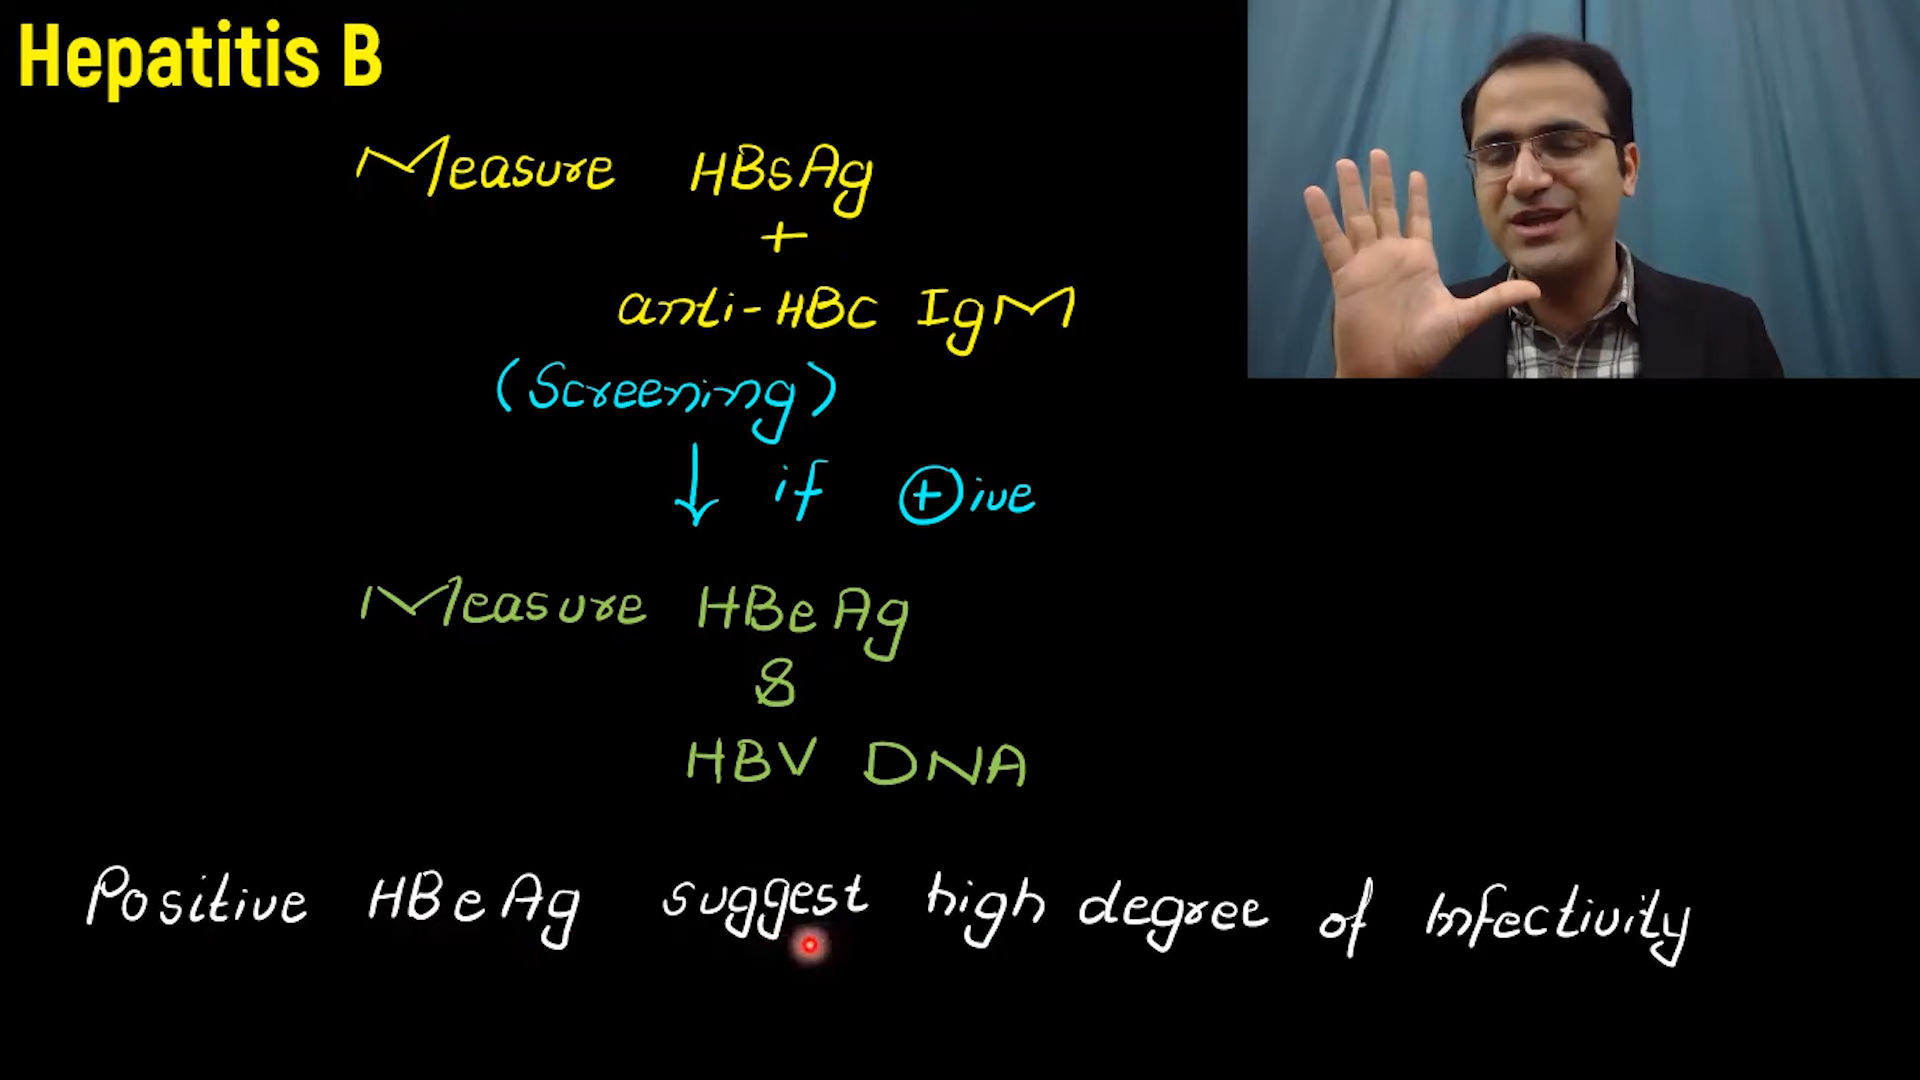 Hepatitis B
Measure HBsAg
+
anti-HBc IgM
(Screening)
↓ if ⊕ive
Measure HBeAg
&
HBV DNA
Positive HBeAg suggest high degree of Infectivity